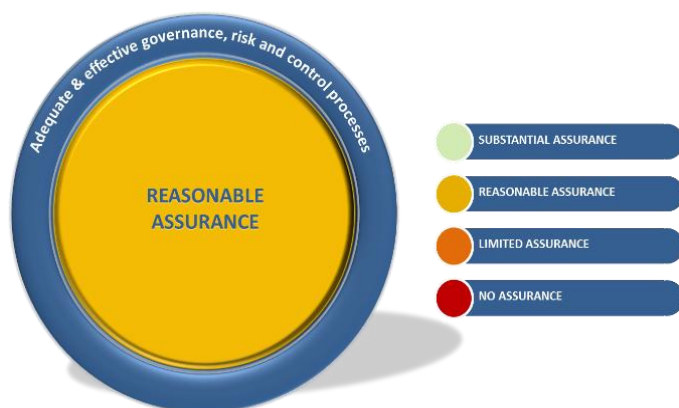 Adequate & effective governance, risk and control processes
REASONABLE
ASSURANCE
SUBSTANTIAL ASSURANCE
REASONABLE ASSURANCE
LIMITED ASSURANCE
NO ASSURANCE